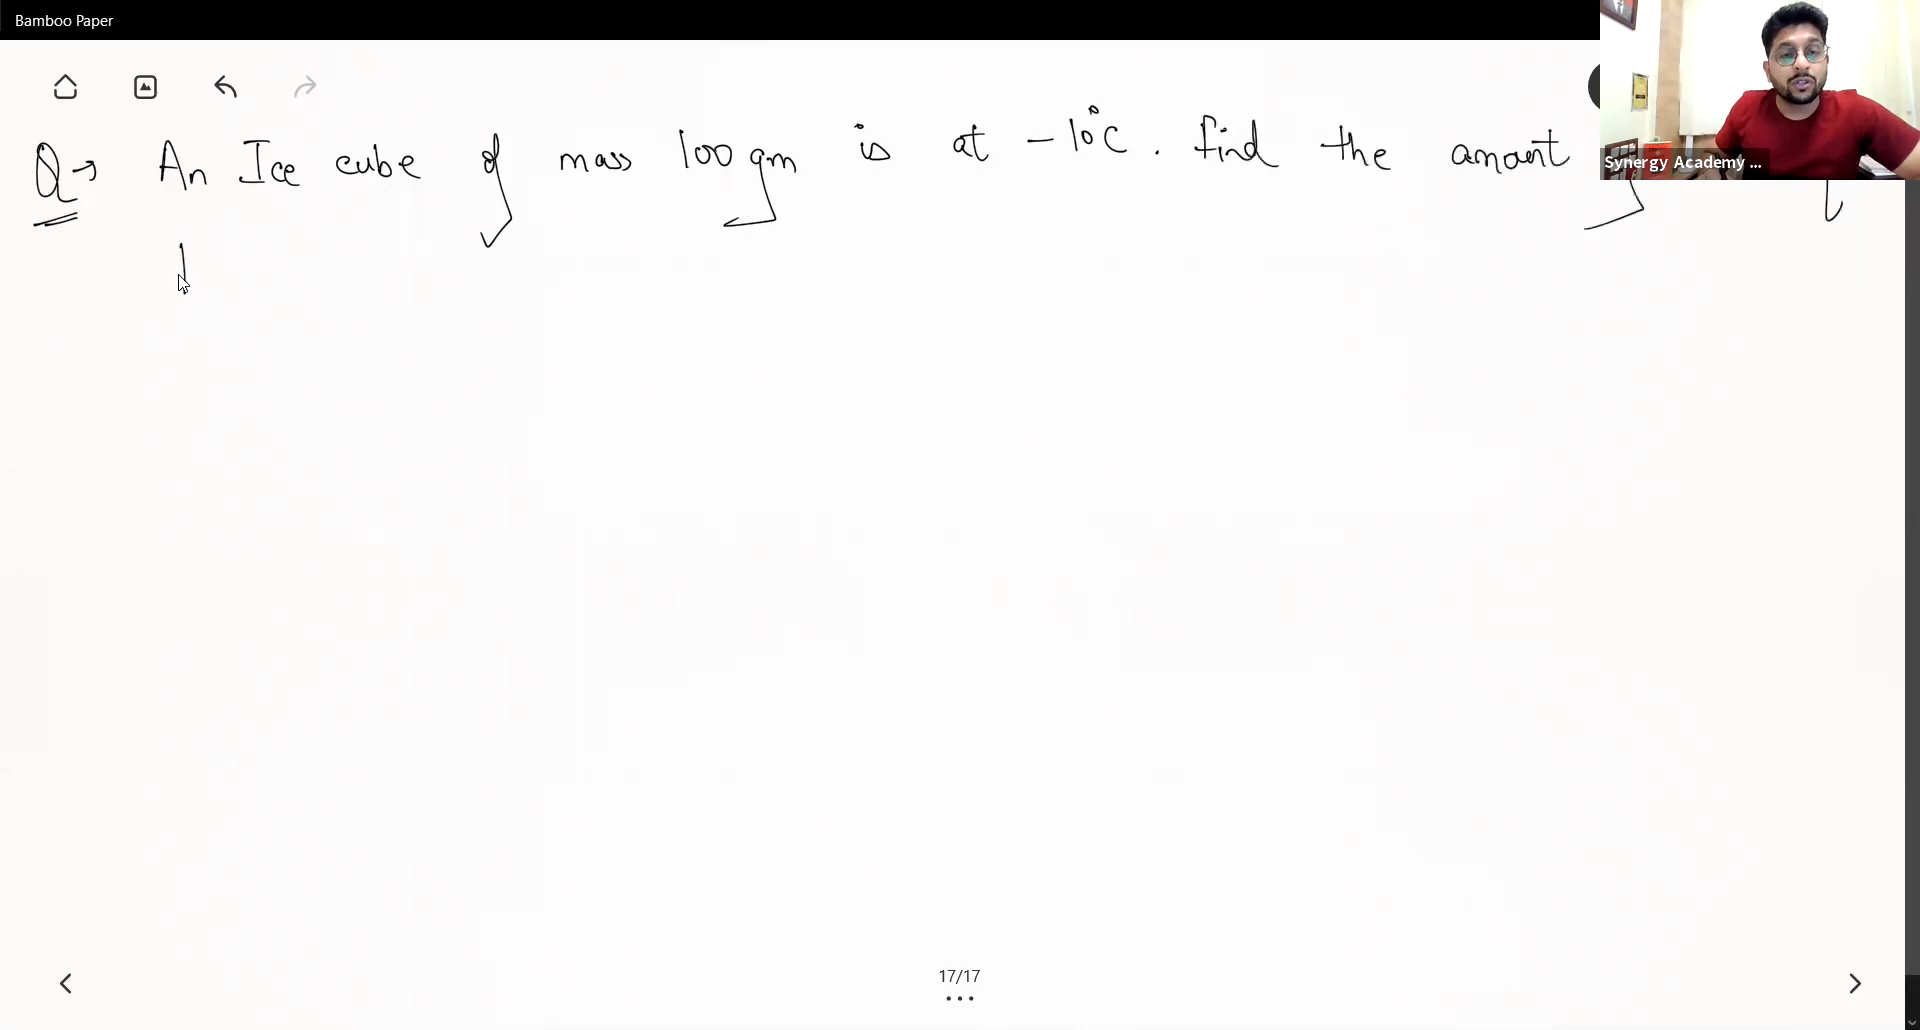 Bamboo Paper
Q→ An Ice cube of mass 100 gm is at -10°C. find the amount
Synergy Academy ...
17/17